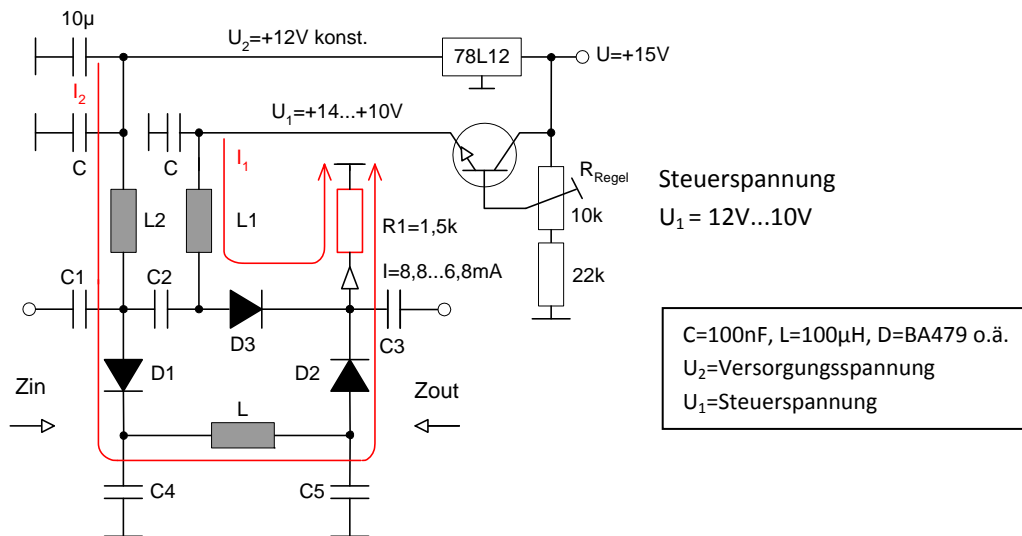 10µ
U₂=+12V konst.
78L12
U=+15V
I₂
U₁=+14...+10V
C
C
I₁
R_Regel
10k
Steuerspannung
U₁ = 12V...10V
L2
L1
R1=1,5k
22k
C1
C2
I=8,8...6,8mA
D3
C3
D1
D2
Zin
L
Zout
C4
C5
C=100nF, L=100µH, D=BA479 o.ä.
U₂=Versorgungsspannung
U₁=Steuerspannung